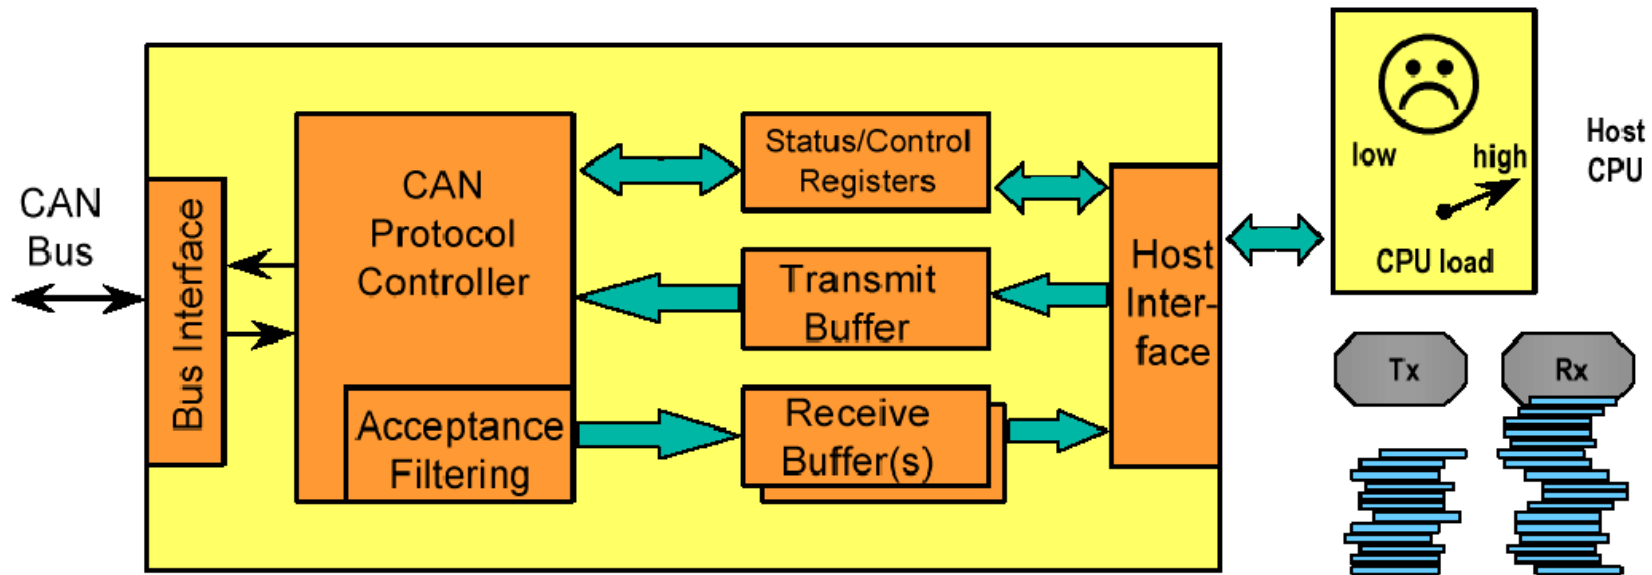 CAN
Bus
Bus Interface
CAN
Protocol
Controller
Acceptance
Filtering
Status/Control
Registers
Transmit
Buffer
Receive
Buffer(s)
Host
Inter-
face
low
high
CPU load
Host
CPU
Tx
Rx